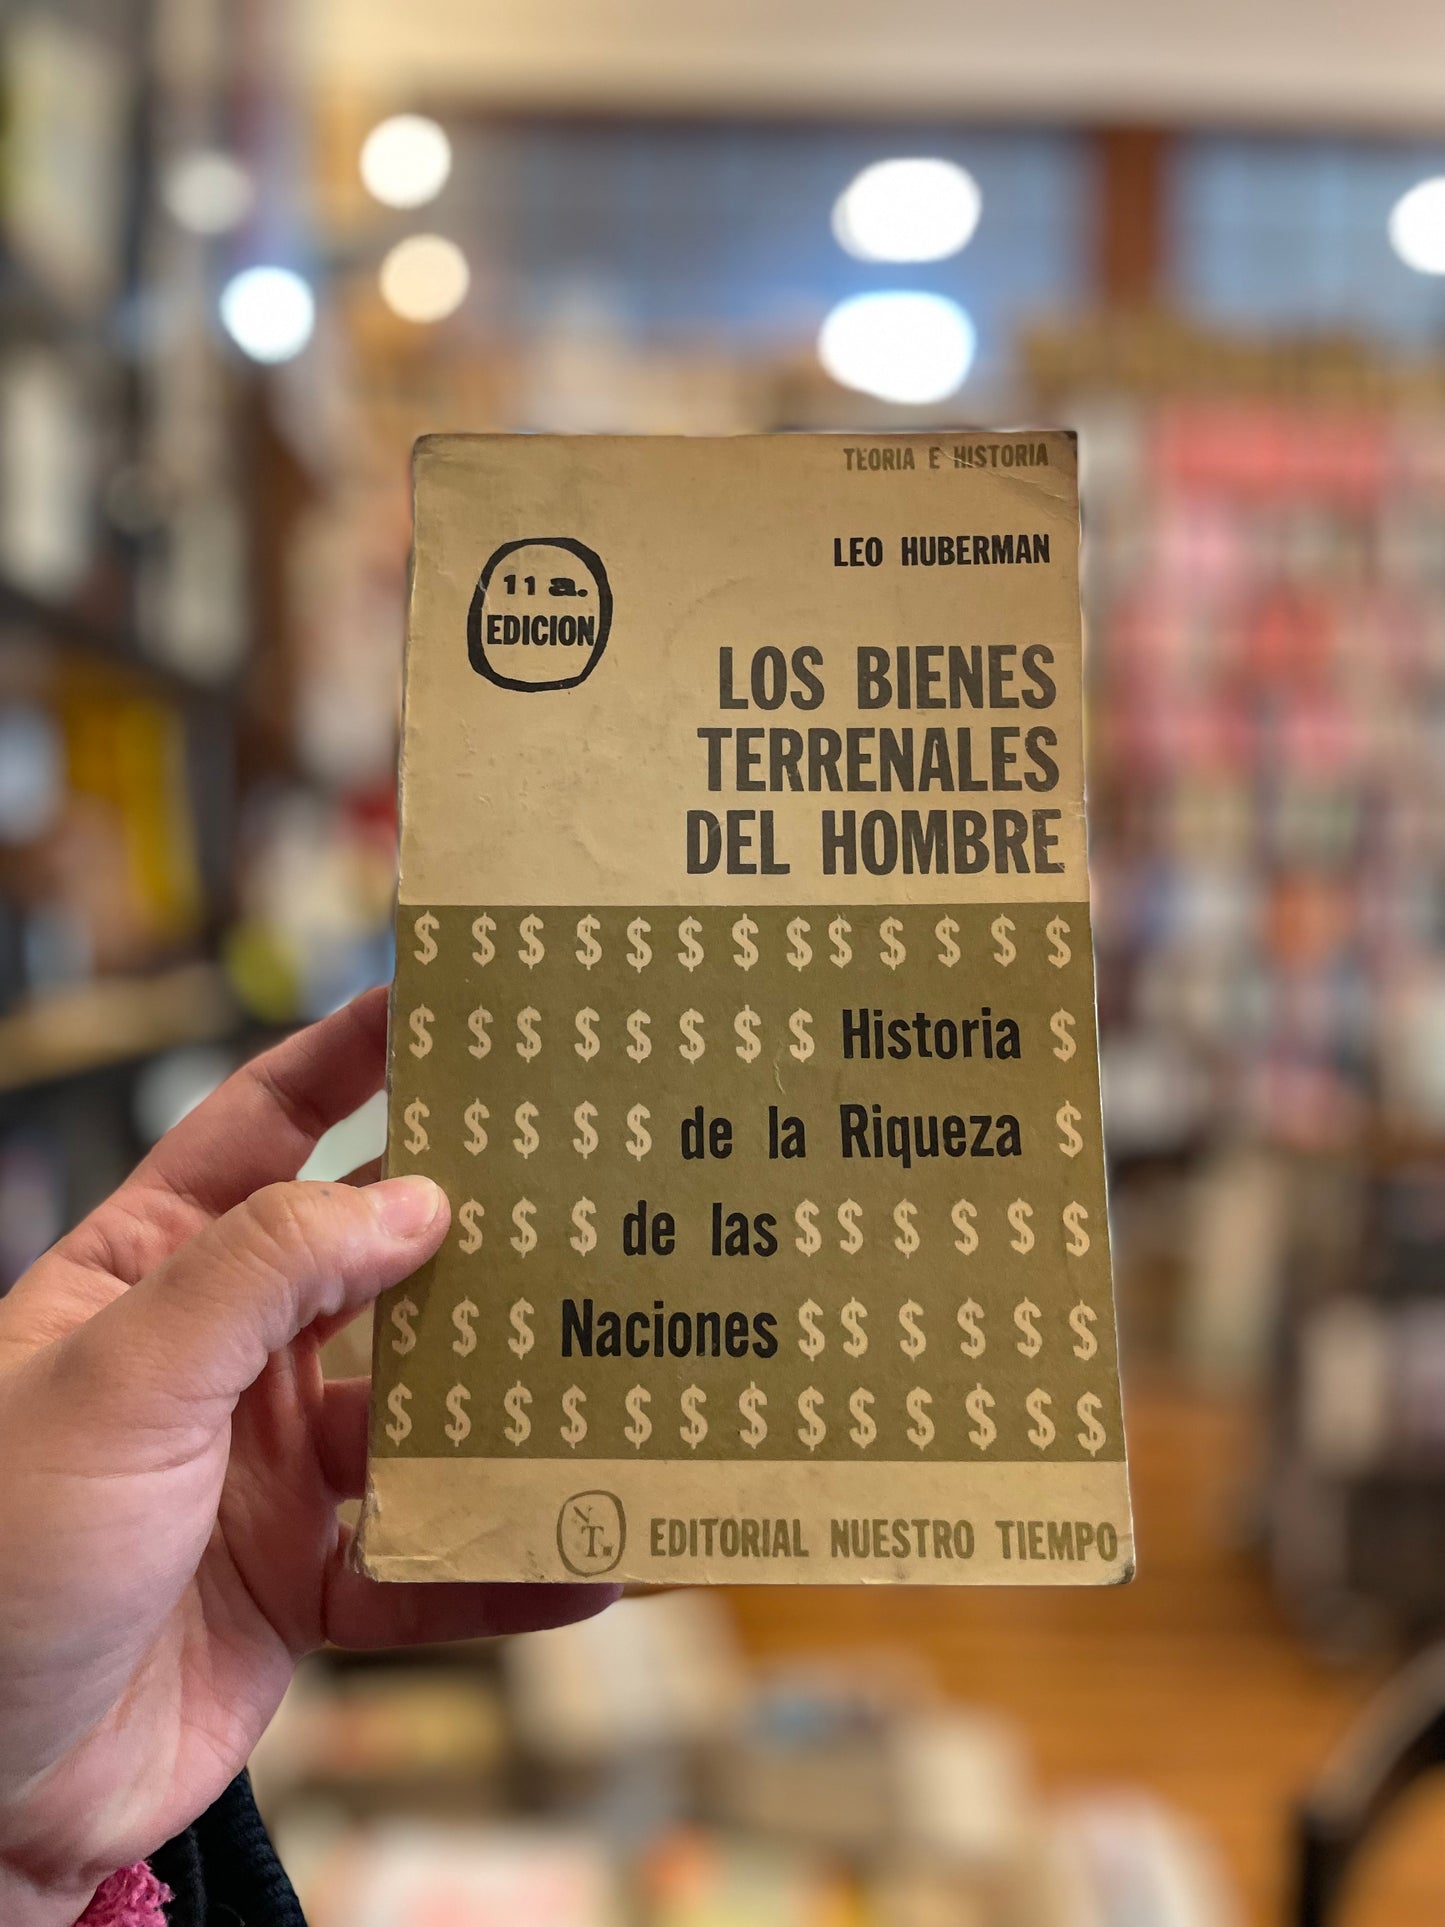 TEORIA E HISTORIA
LEO HUBERMAN
11a.
EDICION
LOS BIENES
TERRENALES
DEL HOMBRE
$ $ $ $ $ $ $ $ $ $ $ $ $
$ $ $ $ $ $ $ $ Historia $
$ $ $ $ $ de la Riqueza $
$ $ $ de las $ $ $ $ $ $
$ $ $ Naciones $ $ $ $ $ $
$ $ $ $ $ $ $ $ $ $ $ $ $
NT.
EDITORIAL NUESTRO TIEMPO